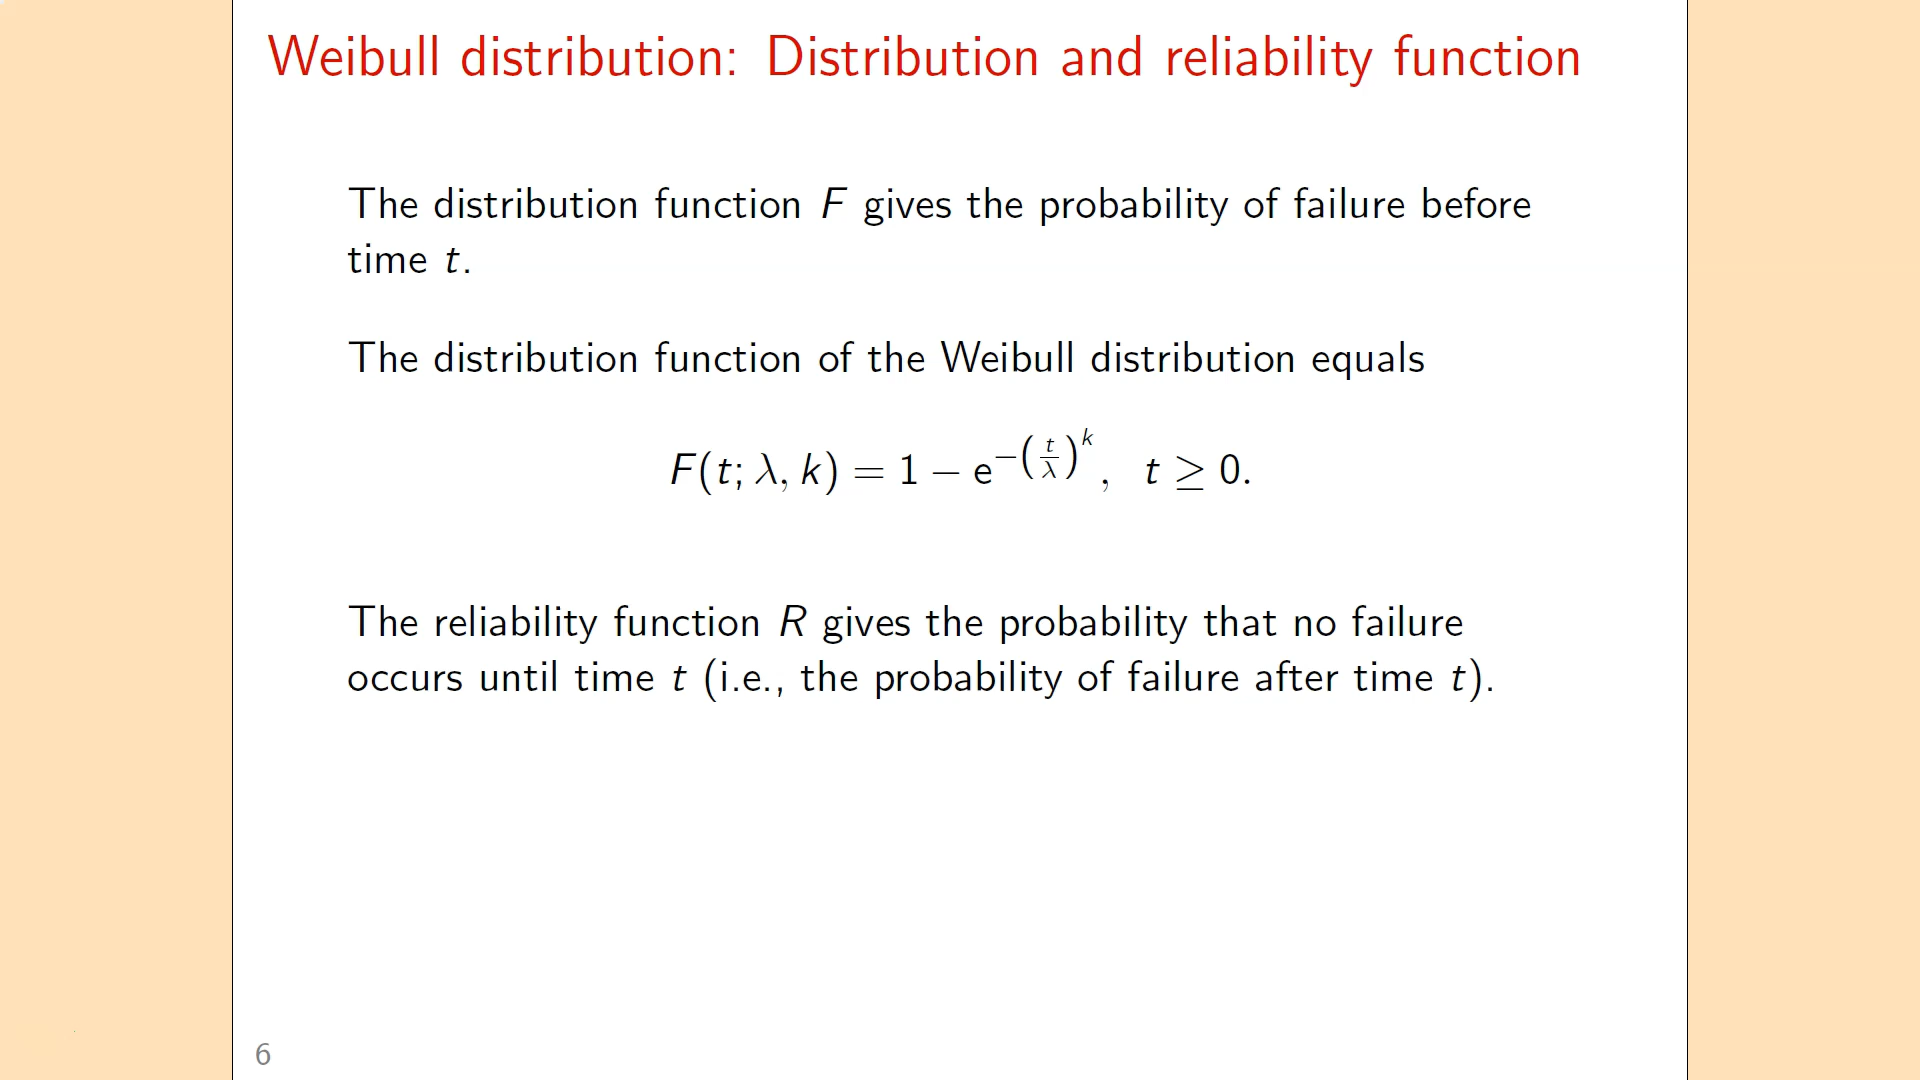 Weibull distribution: Distribution and reliability function
The distribution function F gives the probability of failure before
time t.
The distribution function of the Weibull distribution equals
F(t; λ, k) = 1 − e^{−(t/λ)^k}, t ≥ 0.
The reliability function R gives the probability that no failure
occurs until time t (i.e., the probability of failure after time t).
6